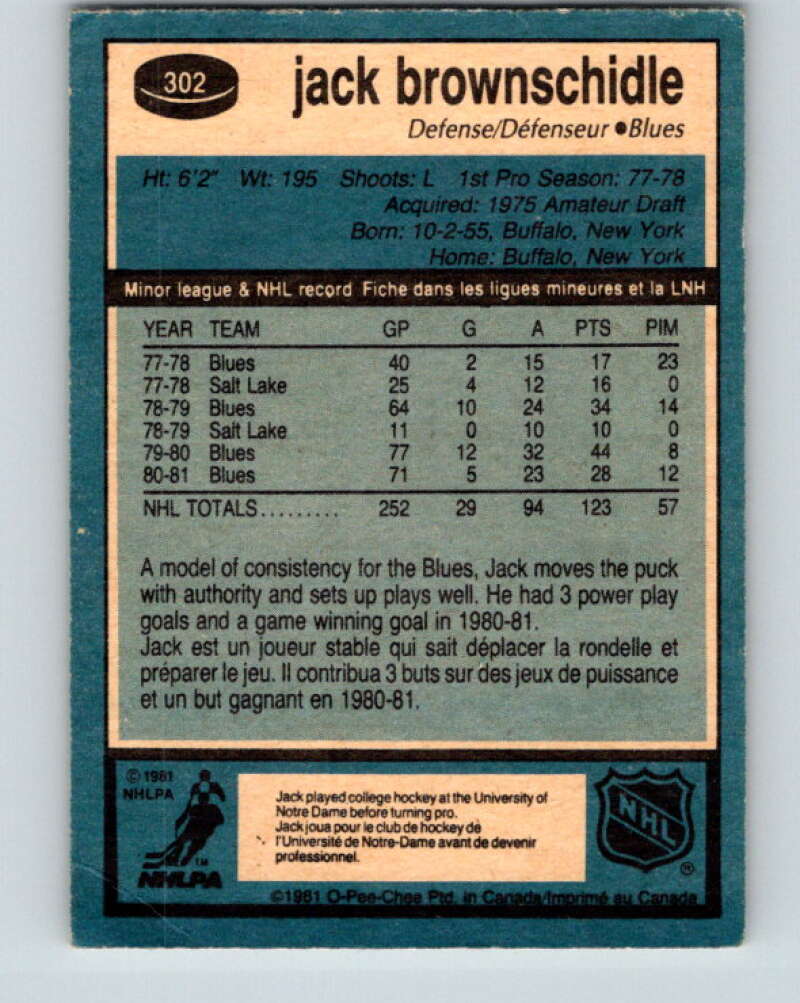 302
jack brownschidle
Defense/Défenseur ● Blues
Ht: 6'2" Wt: 195 Shoots: L 1st Pro Season: 77-78
Acquired: 1975 Amateur Draft
Born: 10-2-55, Buffalo, New York
Home: Buffalo, New York
Minor league & NHL record Fiche dans les ligues mineures et la LNH
YEAR TEAM GP G A PTS PIM
77-78 Blues 40 2 15 17 23
77-78 Salt Lake 25 4 12 16 0
78-79 Blues 64 10 24 34 14
78-79 Salt Lake 11 0 10 10 0
79-80 Blues 77 12 32 44 8
80-81 Blues 71 5 23 28 12
NHL TOTALS......... 252 29 94 123 57
A model of consistency for the Blues, Jack moves the puck
with authority and sets up plays well. He had 3 power play
goals and a game winning goal in 1980-81.
Jack est un joueur stable qui sait déplacer la rondelle et
préparer le jeu. Il contribua 3 buts sur des jeux de puissance
et un but gagnant en 1980-81.
© 1981
NHLPA
TM
NHLPA
Jack played college hockey at the University of
Notre Dame before turning pro.
Jack joua pour le club de hockey de
l'Université de Notre-Dame avant de devenir
professionnel.
NHL
®
©1981 O-Pee-Chee Ptd. in Canada/Imprimé au Canada